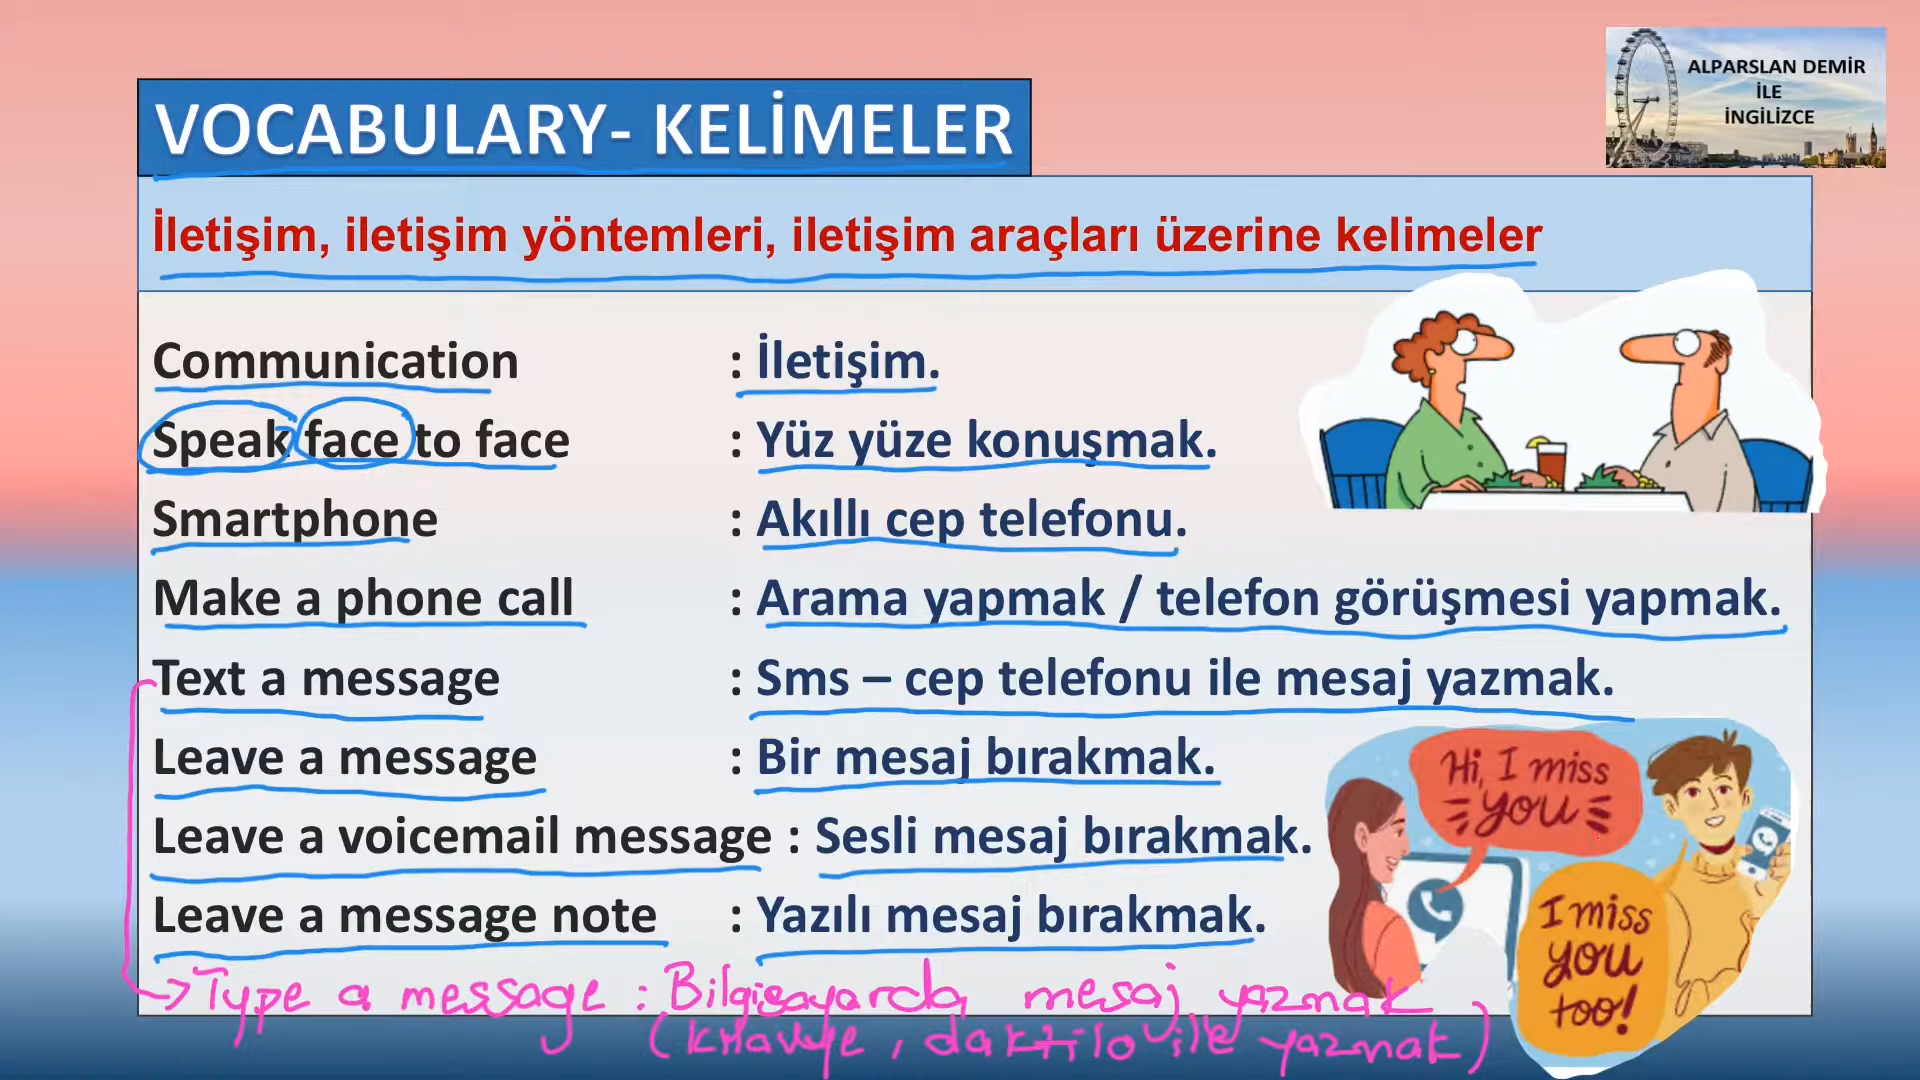 ALPARSLAN DEMİR
İLE
İNGİLİZCE
VOCABULARY- KELİMELER
İletişim, iletişim yöntemleri, iletişim araçları üzerine kelimeler
Communication : İletişim.
Speak face to face : Yüz yüze konuşmak.
Smartphone : Akıllı cep telefonu.
Make a phone call : Arama yapmak / telefon görüşmesi yapmak.
Text a message : Sms – cep telefonu ile mesaj yazmak.
Leave a message : Bir mesaj bırakmak.
Leave a voicemail message : Sesli mesaj bırakmak.
Leave a message note : Yazılı mesaj bırakmak.
→ Type a message : Bilgisayarda mesaj yazmak
(klavye, daktilo ile yazmak)
Hi, I miss
you
I miss
you
too!